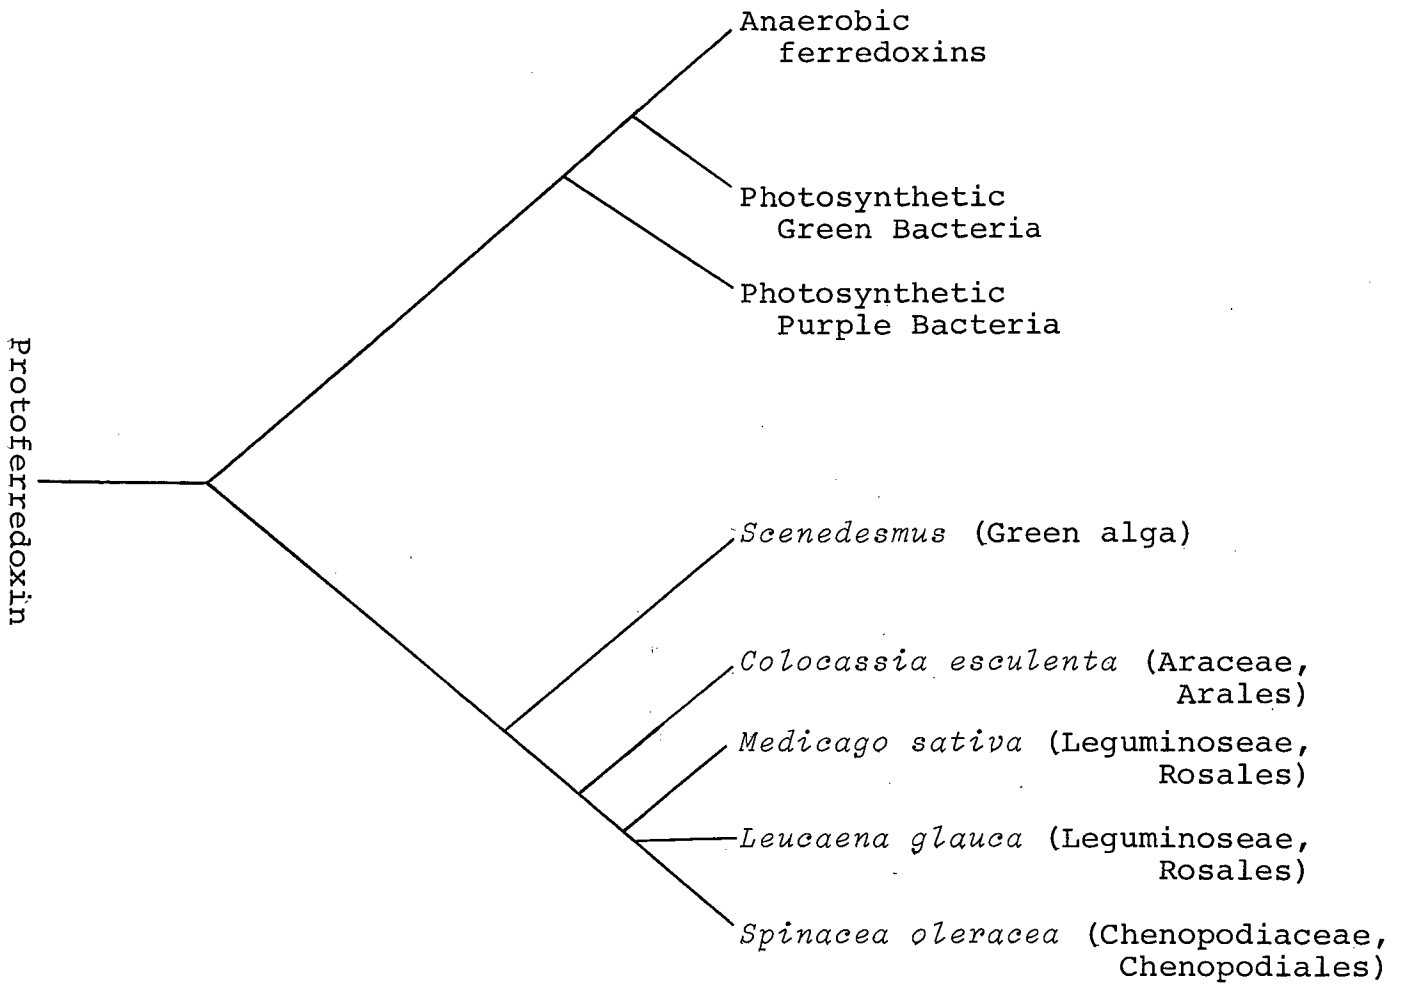 Anaerobic
ferredoxins
Photosynthetic
Green Bacteria
Photosynthetic
Purple Bacteria
Protoferredoxin
Scenedesmus (Green alga)
Colocassia esculenta (Araceae,
Arales)
Medicago sativa (Leguminoseae,
Rosales)
Leucaena glauca (Leguminoseae,
Rosales)
Spinacea oleracea (Chenopodiaceae,
Chenopodiales)